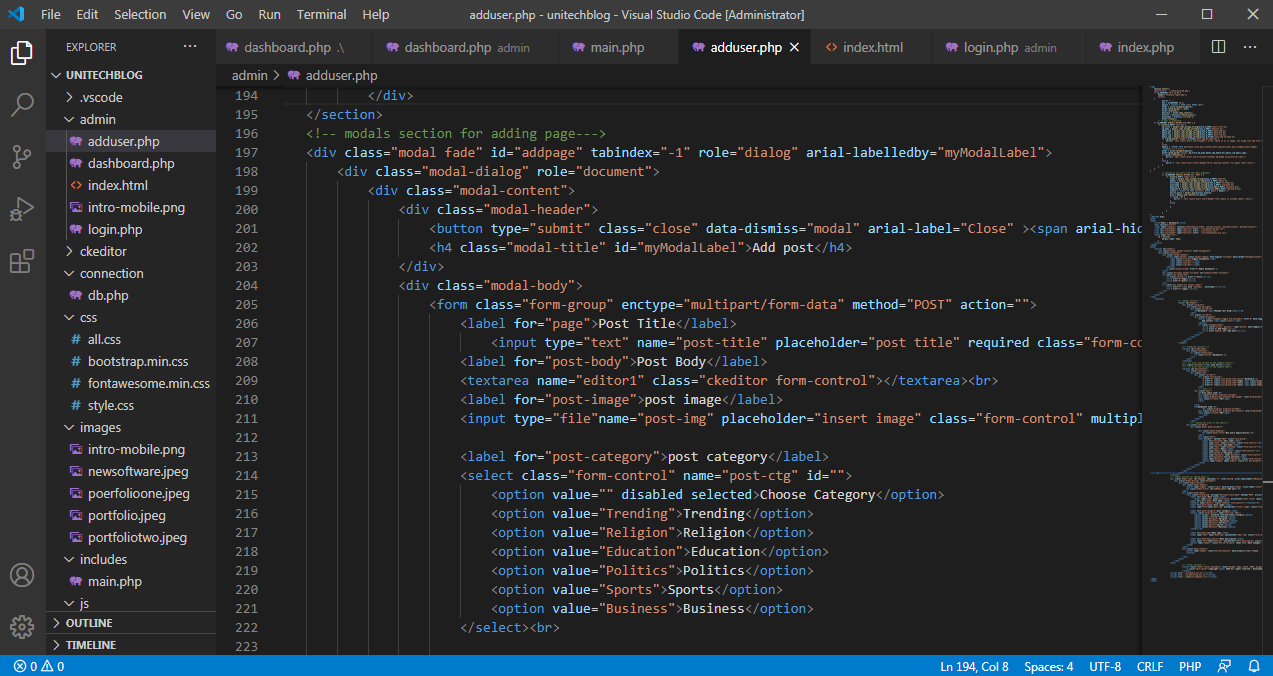 File Edit Selection View Go Run Terminal Help adduser.php - unitechblog - Visual Studio Code [Administrator]
EXPLORER
UNITECHBLOG
.vscode
admin
adduser.php
dashboard.php
index.html
intro-mobile.png
login.php
ckeditor
connection
db.php
css
# all.css
# bootstrap.min.css
# fontawesome.min.css
# style.css
images
intro-mobile.png
newsoftware.jpeg
poerfolioone.jpeg
portfolio.jpeg
portfoliotwo.jpeg
includes
main.php
js
OUTLINE
TIMELINE
dashboard.php .\ dashboard.php admin main.php adduser.php index.html login.php admin index.php
admin > adduser.php
194 </div>
195 </section>
196 <!-- modals section for adding page--->
197 <div class="modal fade" id="addpage" tabindex="-1" role="dialog" arial-labelledby="myModalLabel">
198 <div class="modal-dialog" role="document">
199 <div class="modal-content">
200 <div class="modal-header">
201 <button type="submit" class="close" data-dismiss="modal" arial-label="Close" ><span arial-hid
202 <h4 class="modal-title" id="myModalLabel">Add post</h4>
203 </div>
204 <div class="modal-body">
205 <form class="form-group" enctype="multipart/form-data" method="POST" action="">
206 <label for="page">Post Title</label>
207 <input type="text" name="post-title" placeholder="post title" required class="form-co
208 <label for="post-body">Post Body</label>
209 <textarea name="editor1" class="ckeditor form-control"></textarea><br>
210 <label for="post-image">post image</label>
211 <input type="file"name="post-img" placeholder="insert image" class="form-control" multipl
212
213 <label for="post-category">post category</label>
214 <select class="form-control" name="post-ctg" id="">
215 <option value="" disabled selected>Choose Category</option>
216 <option value="Trending">Trending</option>
217 <option value="Religion">Religion</option>
218 <option value="Education">Education</option>
219 <option value="Politics">Politics</option>
220 <option value="Sports">Sports</option>
221 <option value="Business">Business</option>
222 </select><br>
223
0 0 Ln 194, Col 8 Spaces: 4 UTF-8 CRLF PHP